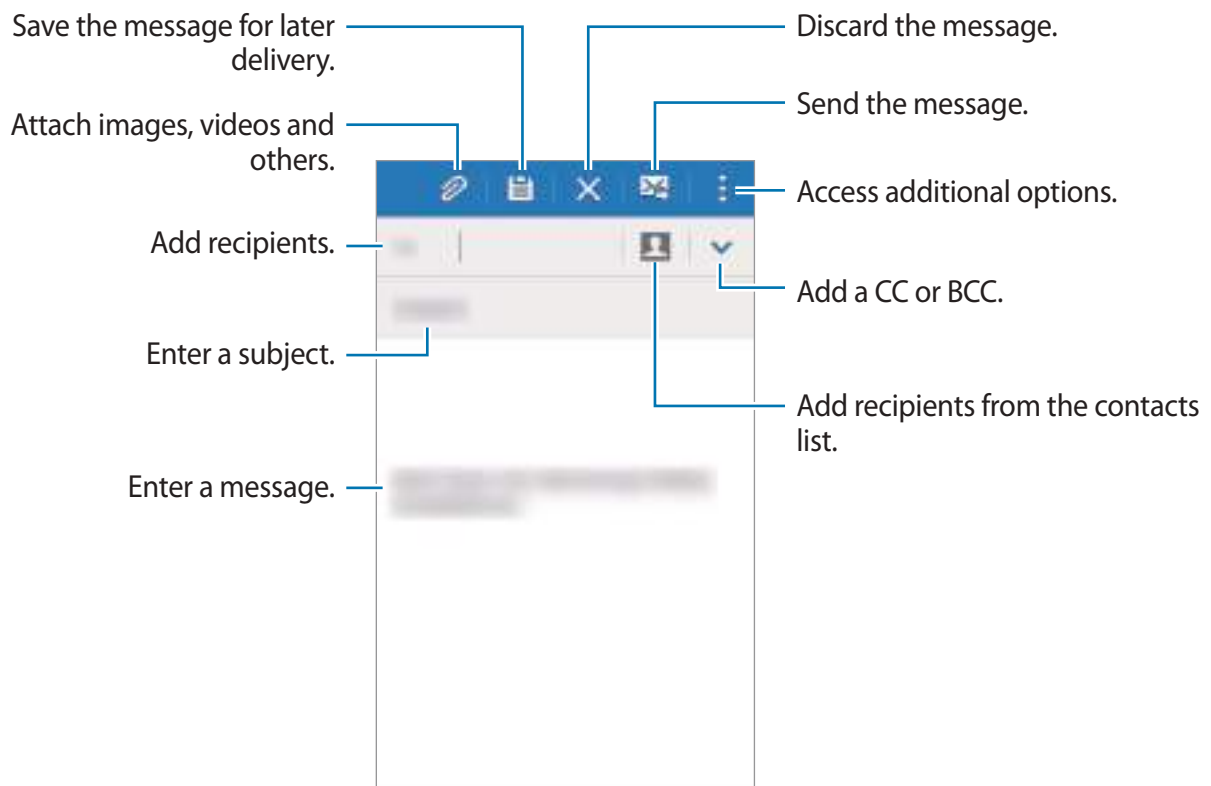 Save the message for later
delivery.
Attach images, videos and
others.
Add recipients.
Enter a subject.
Enter a message.
Discard the message.
Send the message.
Access additional options.
Add a CC or BCC.
Add recipients from the contacts
list.